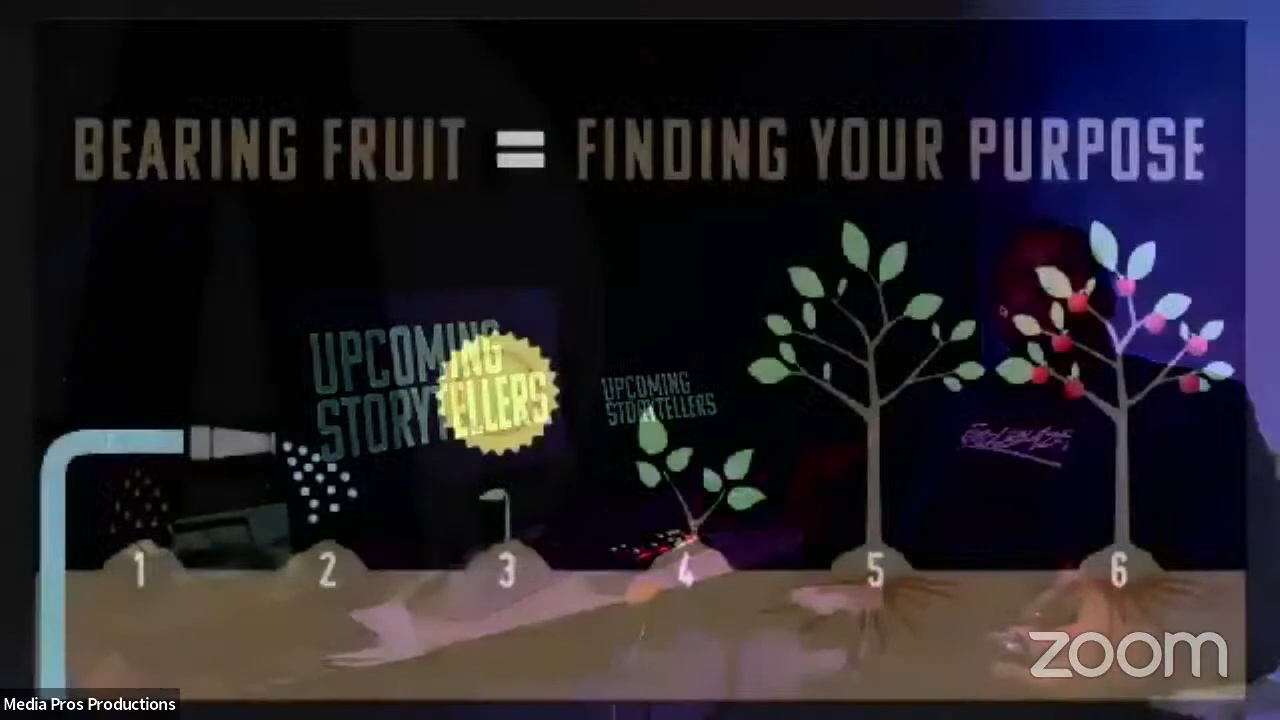 BEARING FRUIT = FINDING YOUR PURPOSE
UPCOMING
STORYTELLERS
UPCOMING
STORYTELLERS
1 2 3 4 5 6
zoom
Media Pros Productions